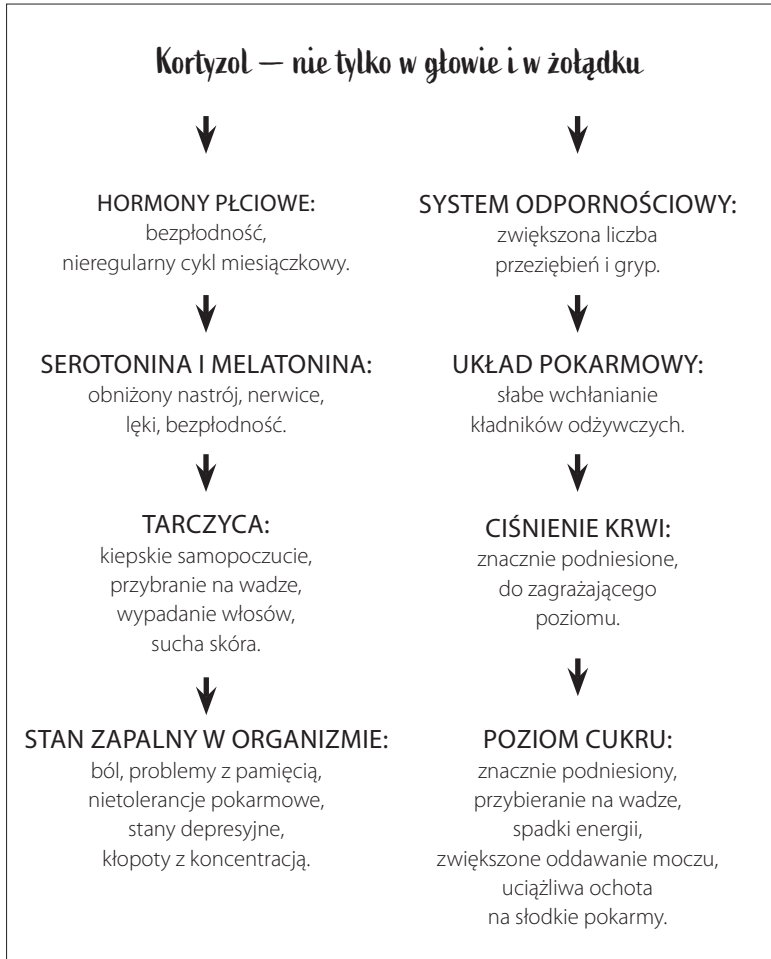 Kortyzol — nie tylko w głowie i w żołądku
HORMONY PŁCIOWE:
bezpłodność,
nieregularny cykl miesiączkowy.
SEROTONINA I MELATONINA:
obniżony nastrój, nerwice,
lęki, bezpłodność.
TARCZYCA:
kiepskie samopoczucie,
przybranie na wadze,
wypadanie włosów,
sucha skóra.
STAN ZAPALNY W ORGANIZMIE:
ból, problemy z pamięcią,
nietolerancje pokarmowe,
stany depresyjne,
kłopoty z koncentracją.
SYSTEM ODPORNOŚCIOWY:
zwiększona liczba
przeziębień i gryp.
UKŁAD POKARMOWY:
słabe wchłanianie
kładników odżywczych.
CIŚNIENIE KRWI:
znacznie podniesione,
do zagrażającego
poziomu.
POZIOM CUKRU:
znacznie podniesiony,
przybieranie na wadze,
spadki energii,
zwiększone oddawanie moczu,
uciążliwa ochota
na słodkie pokarmy.